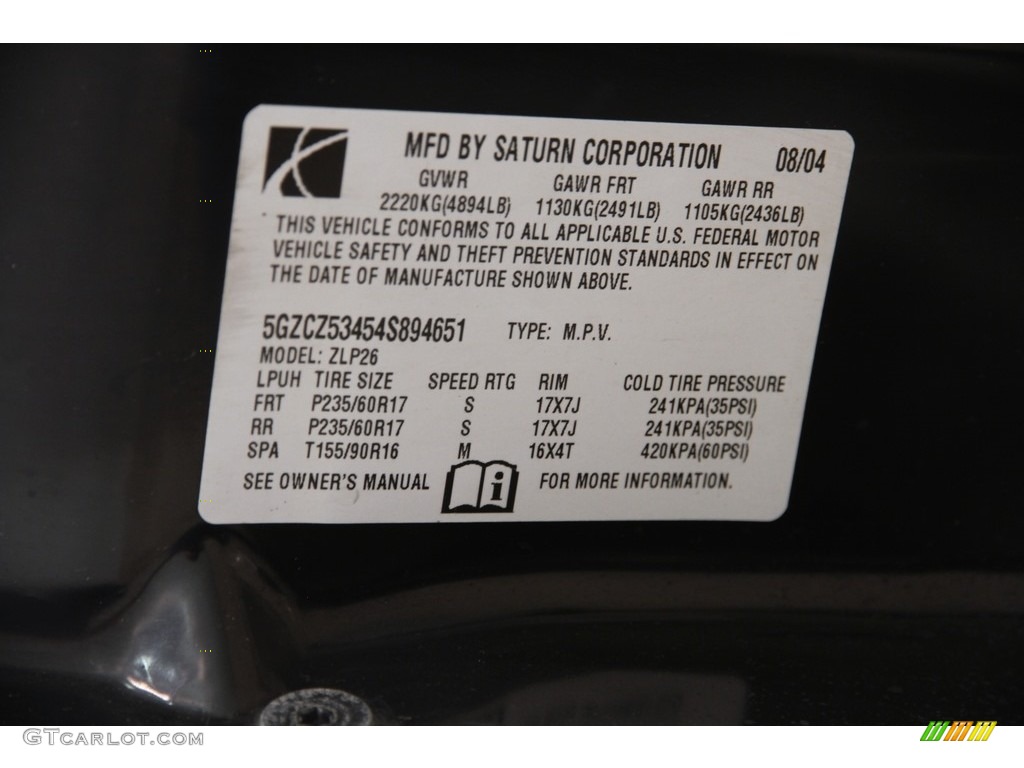 MFD BY SATURN CORPORATION 08/04
GVWR GAWR FRT GAWR RR
2220KG(4894LB) 1130KG(2491LB) 1105KG(2436LB)
THIS VEHICLE CONFORMS TO ALL APPLICABLE U.S. FEDERAL MOTOR
VEHICLE SAFETY AND THEFT PREVENTION STANDARDS IN EFFECT ON
THE DATE OF MANUFACTURE SHOWN ABOVE.
5GZCZ53454S894651 TYPE: M.P.V.
MODEL: ZLP26
LPUH TIRE SIZE SPEED RTG RIM COLD TIRE PRESSURE
FRT P235/60R17 S 17X7J 241KPA(35PSI)
RR P235/60R17 S 17X7J 241KPA(35PSI)
SPA T155/90R16 M 16X4T 420KPA(60PSI)
SEE OWNER'S MANUAL i FOR MORE INFORMATION.
GTcarlot.com